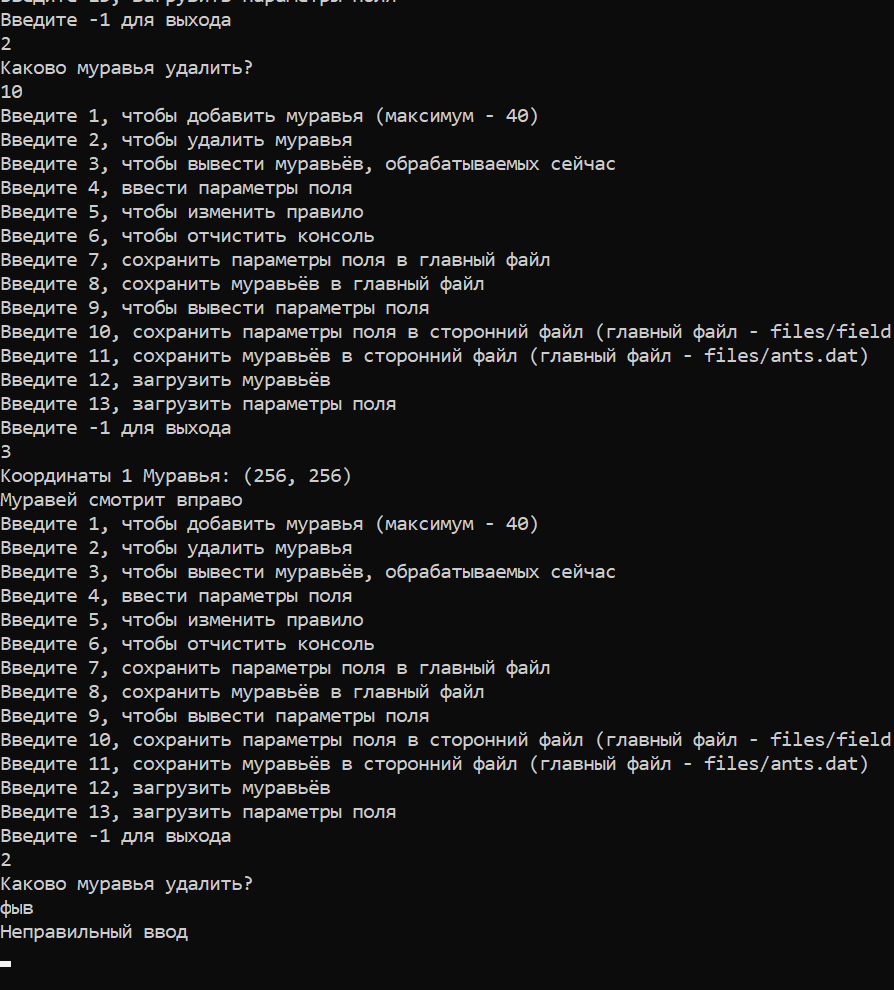 Введите -1 для выхода
2
Каково муравья удалить?
10
Введите 1, чтобы добавить муравья (максимум - 40)
Введите 2, чтобы удалить муравья
Введите 3, чтобы вывести муравьёв, обрабатываемых сейчас
Введите 4, ввести параметры поля
Введите 5, чтобы изменить правило
Введите 6, чтобы отчистить консоль
Введите 7, сохранить параметры поля в главный файл
Введите 8, сохранить муравьёв в главный файл
Введите 9, чтобы вывести параметры поля
Введите 10, сохранить параметры поля в сторонний файл (главный файл - files/field
Введите 11, сохранить муравьёв в сторонний файл (главный файл - files/ants.dat)
Введите 12, загрузить муравьёв
Введите 13, загрузить параметры поля
Введите -1 для выхода
3
Координаты 1 Муравья: (256, 256)
Муравей смотрит вправо
Введите 1, чтобы добавить муравья (максимум - 40)
Введите 2, чтобы удалить муравья
Введите 3, чтобы вывести муравьёв, обрабатываемых сейчас
Введите 4, ввести параметры поля
Введите 5, чтобы изменить правило
Введите 6, чтобы отчистить консоль
Введите 7, сохранить параметры поля в главный файл
Введите 8, сохранить муравьёв в главный файл
Введите 9, чтобы вывести параметры поля
Введите 10, сохранить параметры поля в сторонний файл (главный файл - files/field
Введите 11, сохранить муравьёв в сторонний файл (главный файл - files/ants.dat)
Введите 12, загрузить муравьёв
Введите 13, загрузить параметры поля
Введите -1 для выхода
2
Каково муравья удалить?
фыв
Неправильный ввод